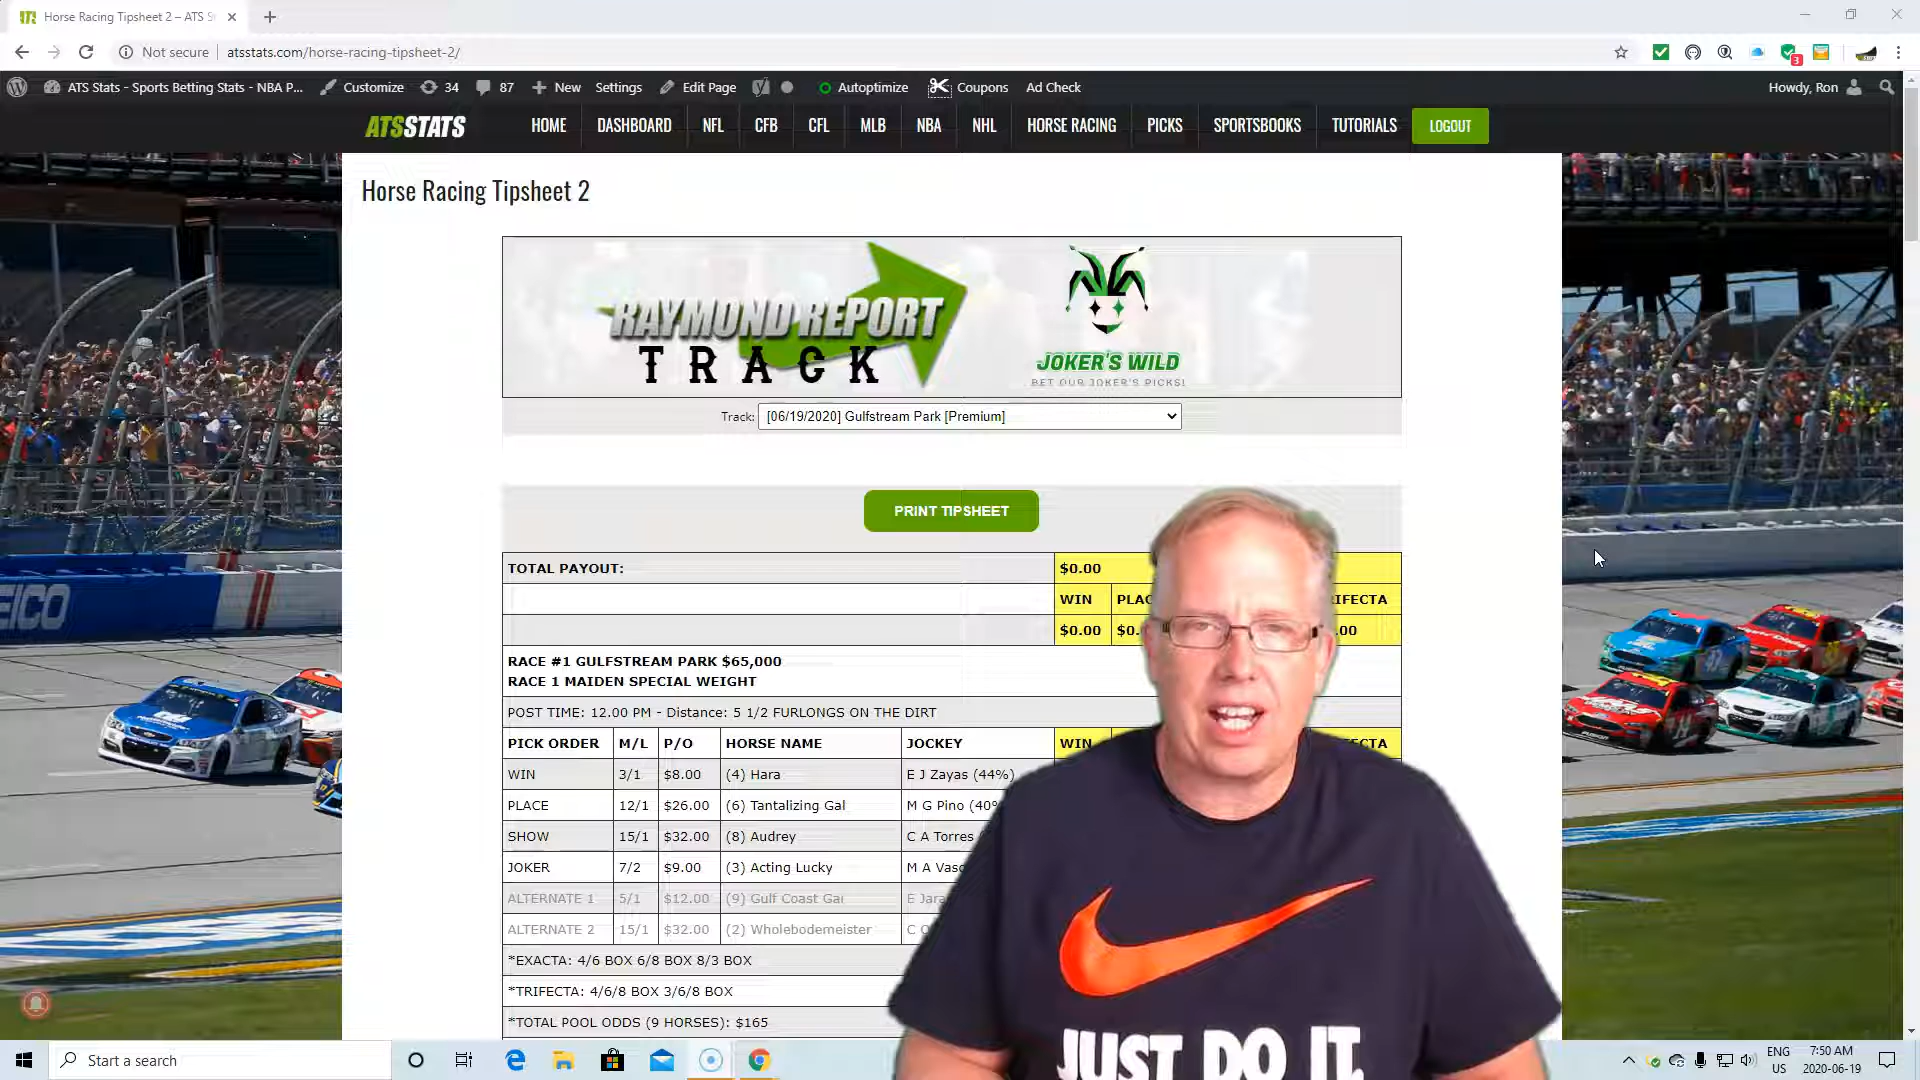 Horse Racing Tipsheet 2 – ATS S
Not secure
atsstats.com/horse-racing-tipsheet-2/
3
ATS Stats - Sports Betting Stats - NBA P...
Customize
34
87
New
Settings
Edit Page
Autoptimize
Coupons
Ad Check
Howdy, Ron
ATSSTATS
HOME
DASHBOARD
NFL
CFB
CFL
MLB
NBA
NHL
HORSE RACING
PICKS
SPORTSBOOKS
TUTORIALS
LOGOUT
Horse Racing Tipsheet 2
RAYMOND REPORT
TRACK
JOKER'S WILD
BET OUR JOKER'S PICKS!
Track: [06/19/2020] Gulfstream Park [Premium]
PRINT TIPSHEET
TOTAL PAYOUT: $0.00
WIN PLAC IFECTA
$0.00 $0. .00
RACE #1 GULFSTREAM PARK $65,000
RACE 1 MAIDEN SPECIAL WEIGHT
POST TIME: 12.00 PM - Distance: 5 1/2 FURLONGS ON THE DIRT
PICK ORDER M/L P/O HORSE NAME JOCKEY WIN ECTA
WIN 3/1 $8.00 (4) Hara E J Zayas (44%)
PLACE 12/1 $26.00 (6) Tantalizing Gal M G Pino (40%
SHOW 15/1 $32.00 (8) Audrey C A Torres
JOKER 7/2 $9.00 (3) Acting Lucky M A Vasq
ALTERNATE 1 5/1 $12.00 (9) Gulf Coast Gal E Jara
ALTERNATE 2 15/1 $32.00 (2) Wholebodemeister C O
*EXACTA: 4/6 BOX 6/8 BOX 8/3 BOX
*TRIFECTA: 4/6/8 BOX 3/6/8 BOX
*TOTAL POOL ODDS (9 HORSES): $165
JUST DO IT.
EICO
Start a search
ENG
US
7:50 AM
2020-06-19